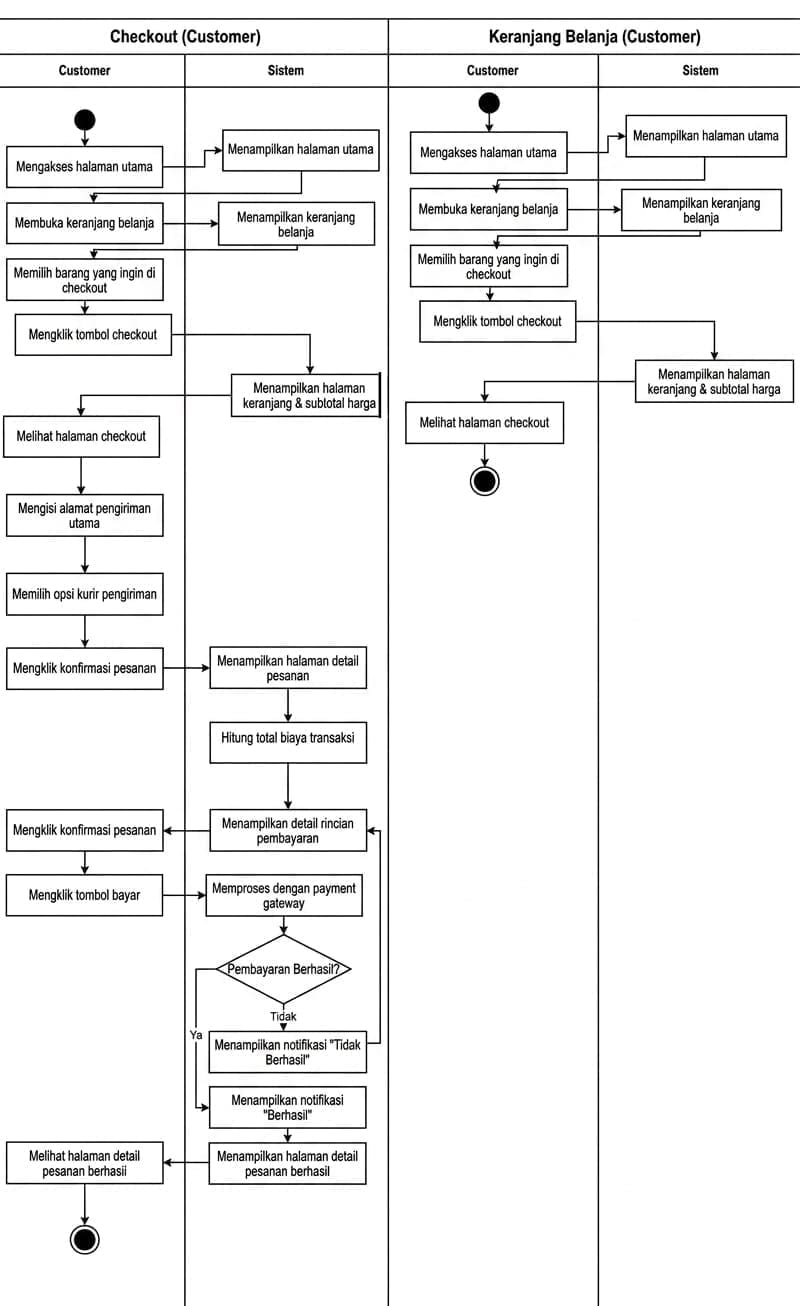 Checkout (Customer)
Customer
Sistem
Mengakses halaman utama
Menampilkan halaman utama
Membuka keranjang belanja
Menampilkan keranjang
belanja
Memilih barang yang ingin di
checkout
Mengklik tombol checkout
Menampilkan halaman
keranjang & subtotal harga
Melihat halaman checkout
Mengisi alamat pengiriman
utama
Memilih opsi kurir pengiriman
Mengklik konfirmasi pesanan
Menampilkan halaman detail
pesanan
Hitung total biaya transaksi
Menampilkan detail rincian
pembayaran
Mengklik konfirmasi pesanan
Mengklik tombol bayar
Memproses dengan payment
gateway
Pembayaran Berhasil?
Tidak
Ya
Menampilkan notifikasi "Tidak
Berhasil"
Menampilkan notifikasi
"Berhasil"
Menampilkan halaman detail
pesanan berhasil
Melihat halaman detail
pesanan berhasil
Keranjang Belanja (Customer)
Customer
Sistem
Mengakses halaman utama
Menampilkan halaman utama
Membuka keranjang belanja
Menampilkan keranjang
belanja
Memilih barang yang ingin di
checkout
Mengklik tombol checkout
Menampilkan halaman
keranjang & subtotal harga
Melihat halaman checkout